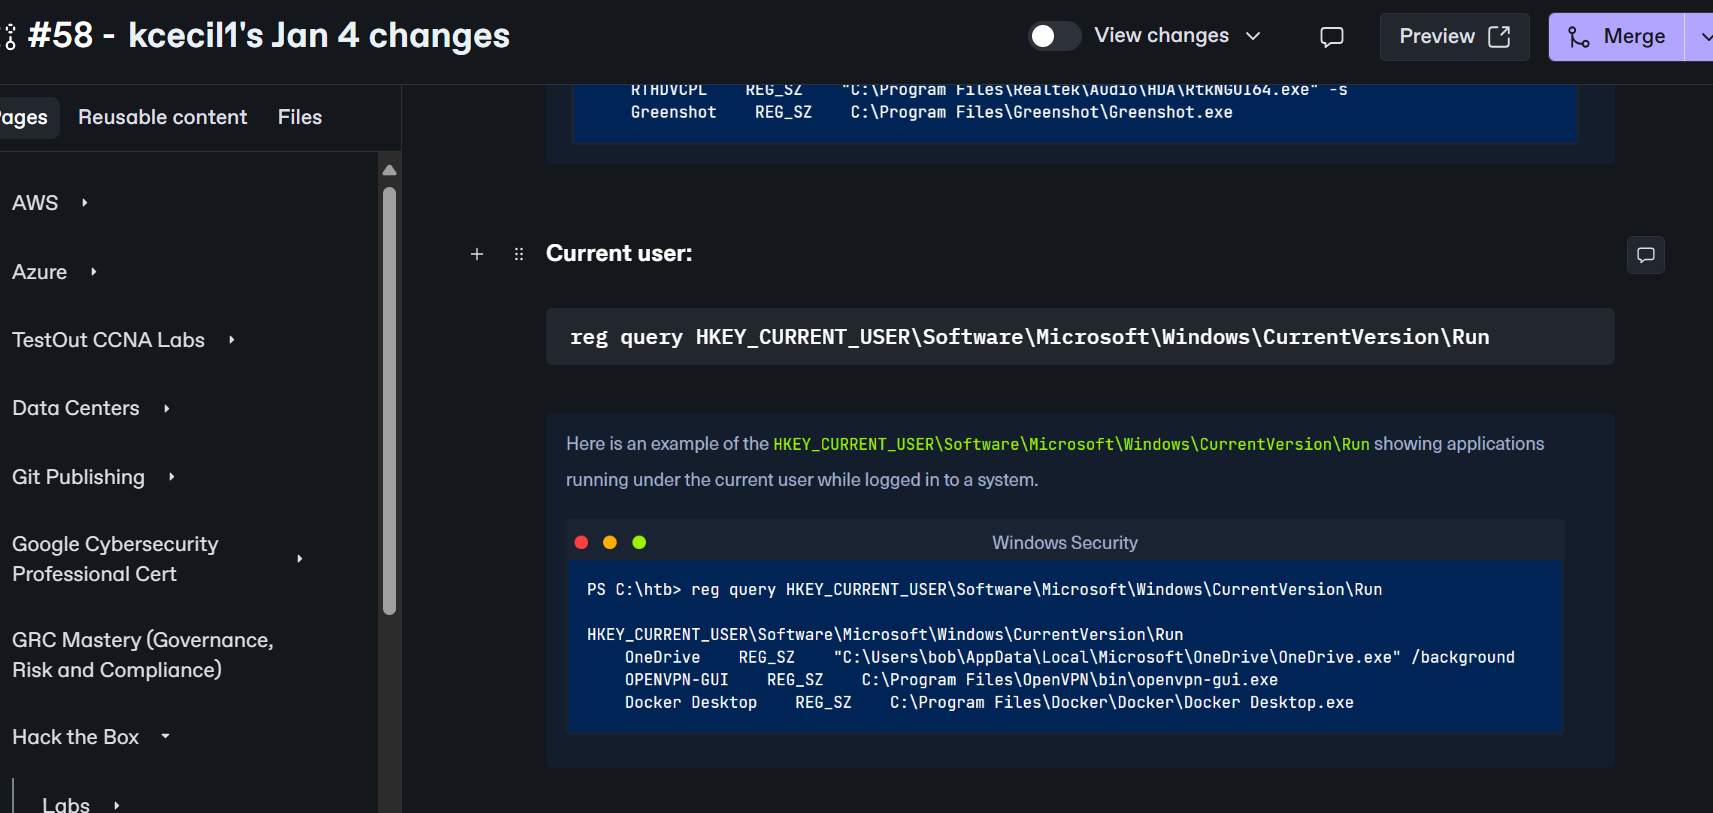 #58 - kcecil1's Jan 4 changes
View changes
Preview
Merge
Pages
Reusable content
Files
AWS
Azure
TestOut CCNA Labs
Data Centers
Git Publishing
Google Cybersecurity
Professional Cert
GRC Mastery (Governance,
Risk and Compliance)
Hack the Box
Labs
RTHDVCPL    REG_SZ    "C:\Program Files\Realtek\Audio\HDA\RtkNGUI64.exe" -s
Greenshot    REG_SZ    C:\Program Files\Greenshot\Greenshot.exe
Current user:
reg query HKEY_CURRENT_USER\Software\Microsoft\Windows\CurrentVersion\Run
Here is an example of the HKEY_CURRENT_USER\Software\Microsoft\Windows\CurrentVersion\Run showing applications
running under the current user while logged in to a system.
Windows Security
PS C:\htb> reg query HKEY_CURRENT_USER\Software\Microsoft\Windows\CurrentVersion\Run
HKEY_CURRENT_USER\Software\Microsoft\Windows\CurrentVersion\Run
OneDrive    REG_SZ    "C:\Users\bob\AppData\Local\Microsoft\OneDrive\OneDrive.exe" /background
OPENVPN-GUI    REG_SZ    C:\Program Files\OpenVPN\bin\openvpn-gui.exe
Docker Desktop    REG_SZ    C:\Program Files\Docker\Docker\Docker Desktop.exe